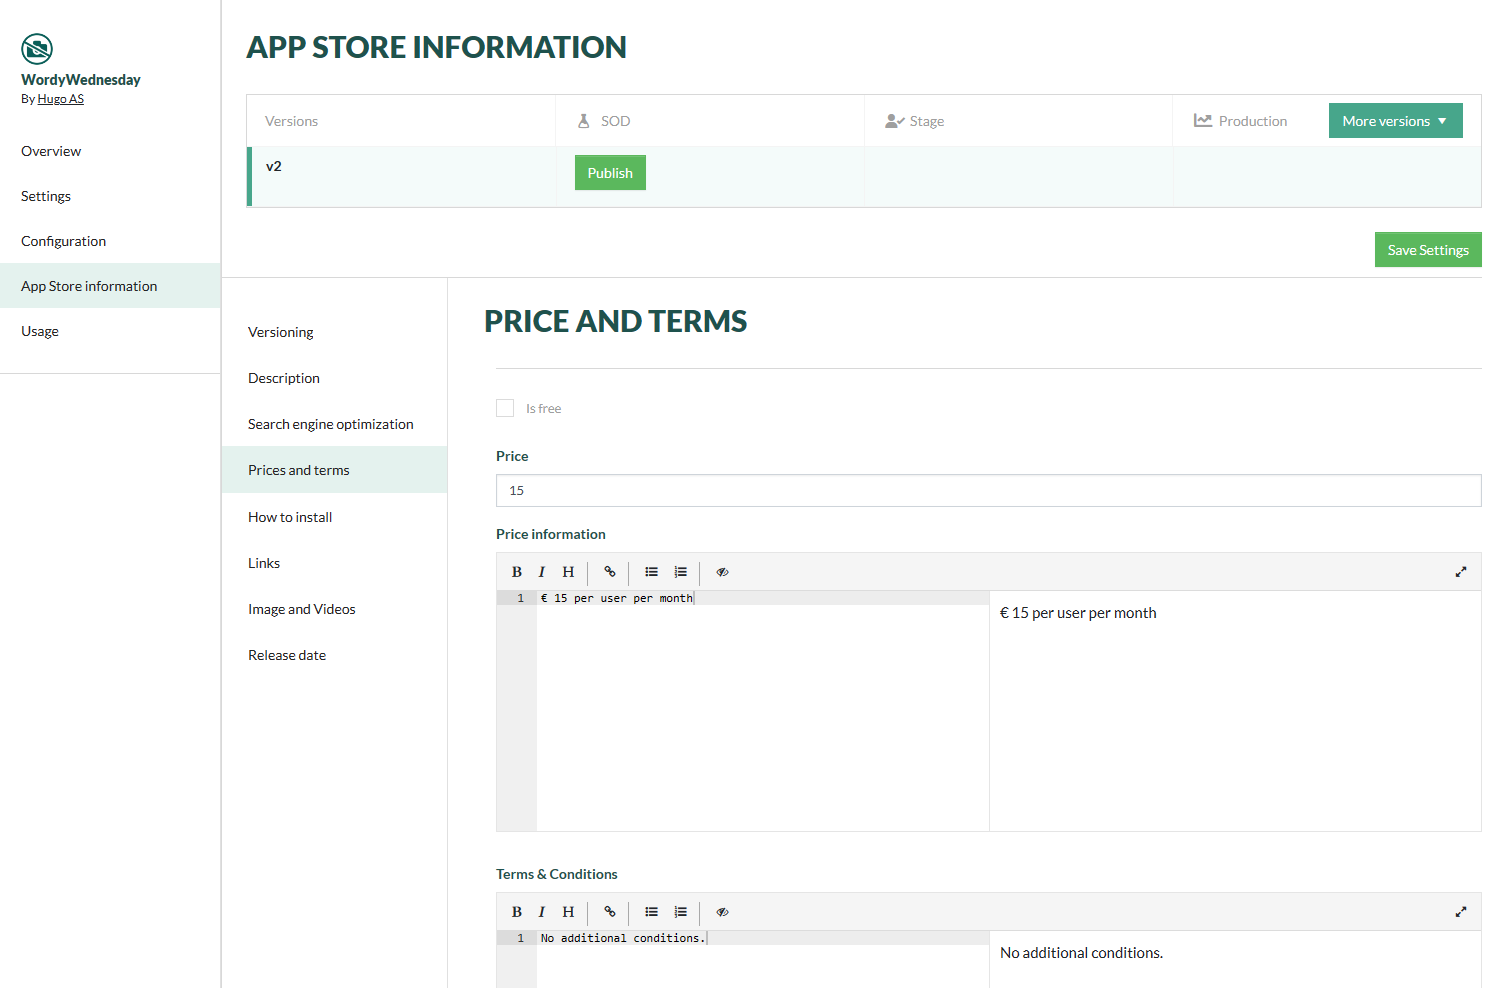 WordyWednesday
By Hugo AS
Overview
Settings
Configuration
App Store information
Usage
APP STORE INFORMATION
Versions SOD Stage Production More versions
v2 Publish
Save Settings
Versioning
Description
Search engine optimization
Prices and terms
How to install
Links
Image and Videos
Release date
PRICE AND TERMS
Is free
Price
15
Price information
B I H
1 € 15 per user per month
€ 15 per user per month
Terms & Conditions
B I H
1 No additional conditions.
No additional conditions.